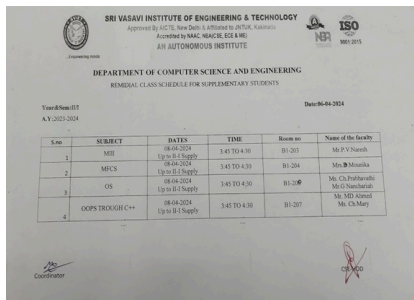 SRI VASAVI INSTITUTE OF ENGINEERING & TECHNOLOGY
Approved By AICTE, New Delhi & Affiliated to JNTUK, Kakinada
Accredited by NAAC, NBA(CSE, ECE & ME)
AN AUTONOMOUS INSTITUTE
ISO
9001:2015
DEPARTMENT OF COMPUTER SCIENCE AND ENGINEERING
REMEDIAL CLASS SCHEDULE FOR SUPPLEMENTARY STUDENTS
Year&Sem:II/I
Date:06-04-2024
A.Y:2023-2024
S.no SUBJECT DATES TIME Room no Name of the faculty
1 MIII 08-04-2024 Up to II-I Supply 3:45 TO 4:30 B1-203 Mr.P.V.Naresh
2 MFCS 08-04-2024 Up to II-I Supply 3:45 TO 4:30 B1-204 Mrs. Mounika
3 OS 08-04-2024 Up to II-I Supply 3:45 TO 4:30 Ms. Ch.Prabhavathi Mr.G.Nancharaiah
4 OOPS TROUGH C++ 08-04-2024 Up to II-I Supply 3:45 TO 4:30 B1-207 Mr. MD Ahmed Ms. Ch.Mary
Coordinator